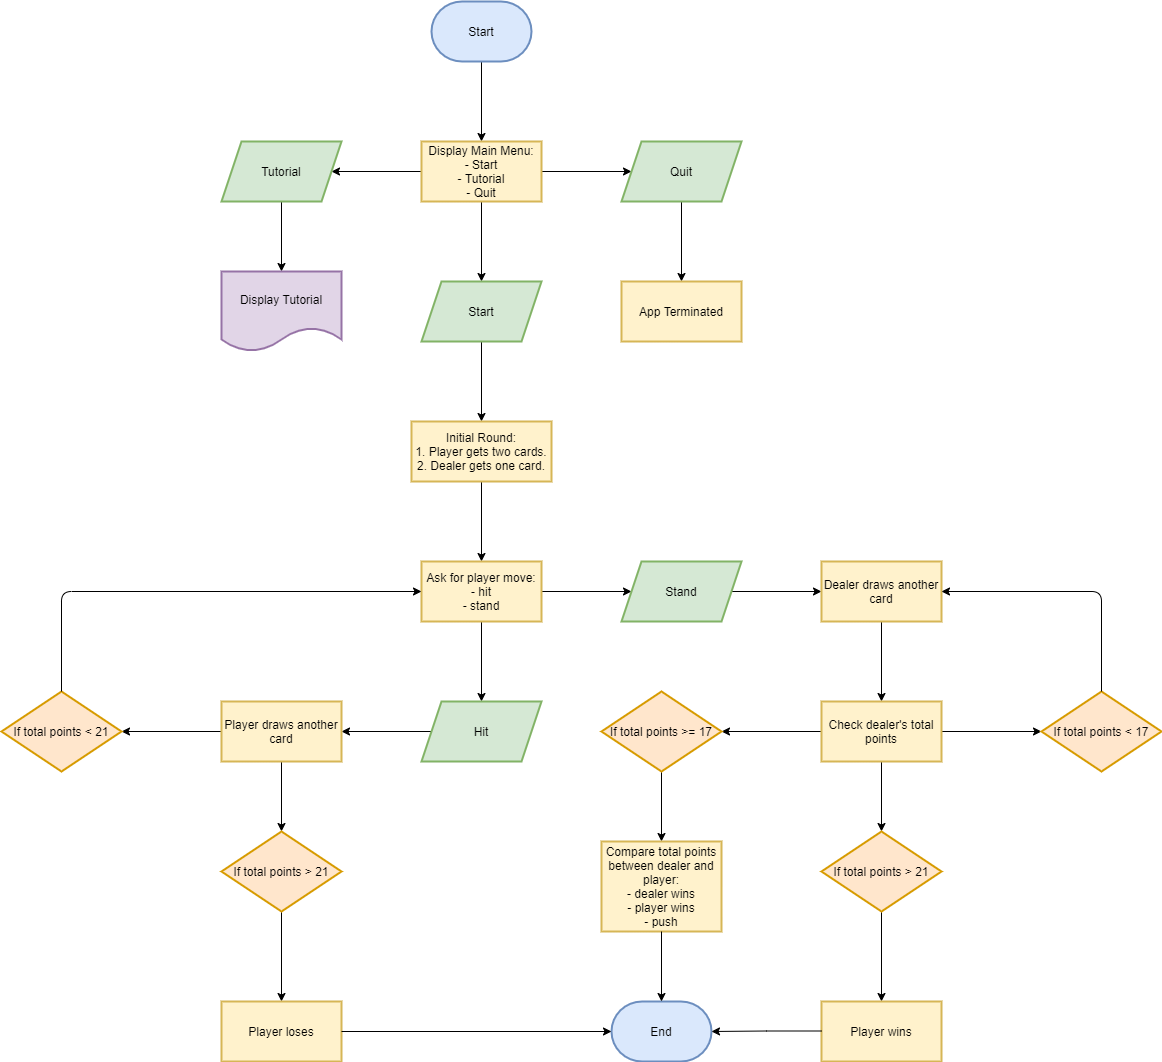 Start
Tutorial
Display Main Menu:
- Start
- Tutorial
- Quit
Quit
Display Tutorial
Start
App Terminated
Initial Round:
1. Player gets two cards.
2. Dealer gets one card.
Ask for player move:
- hit
- stand
Stand
Dealer draws another
card
If total points < 21
Player draws another
card
Hit
If total points >= 17
Check dealer's total
points
If total points < 17
If total points > 21
Compare total points
between dealer and
player:
- dealer wins
- player wins
- push
If total points > 21
Player loses
End
Player wins